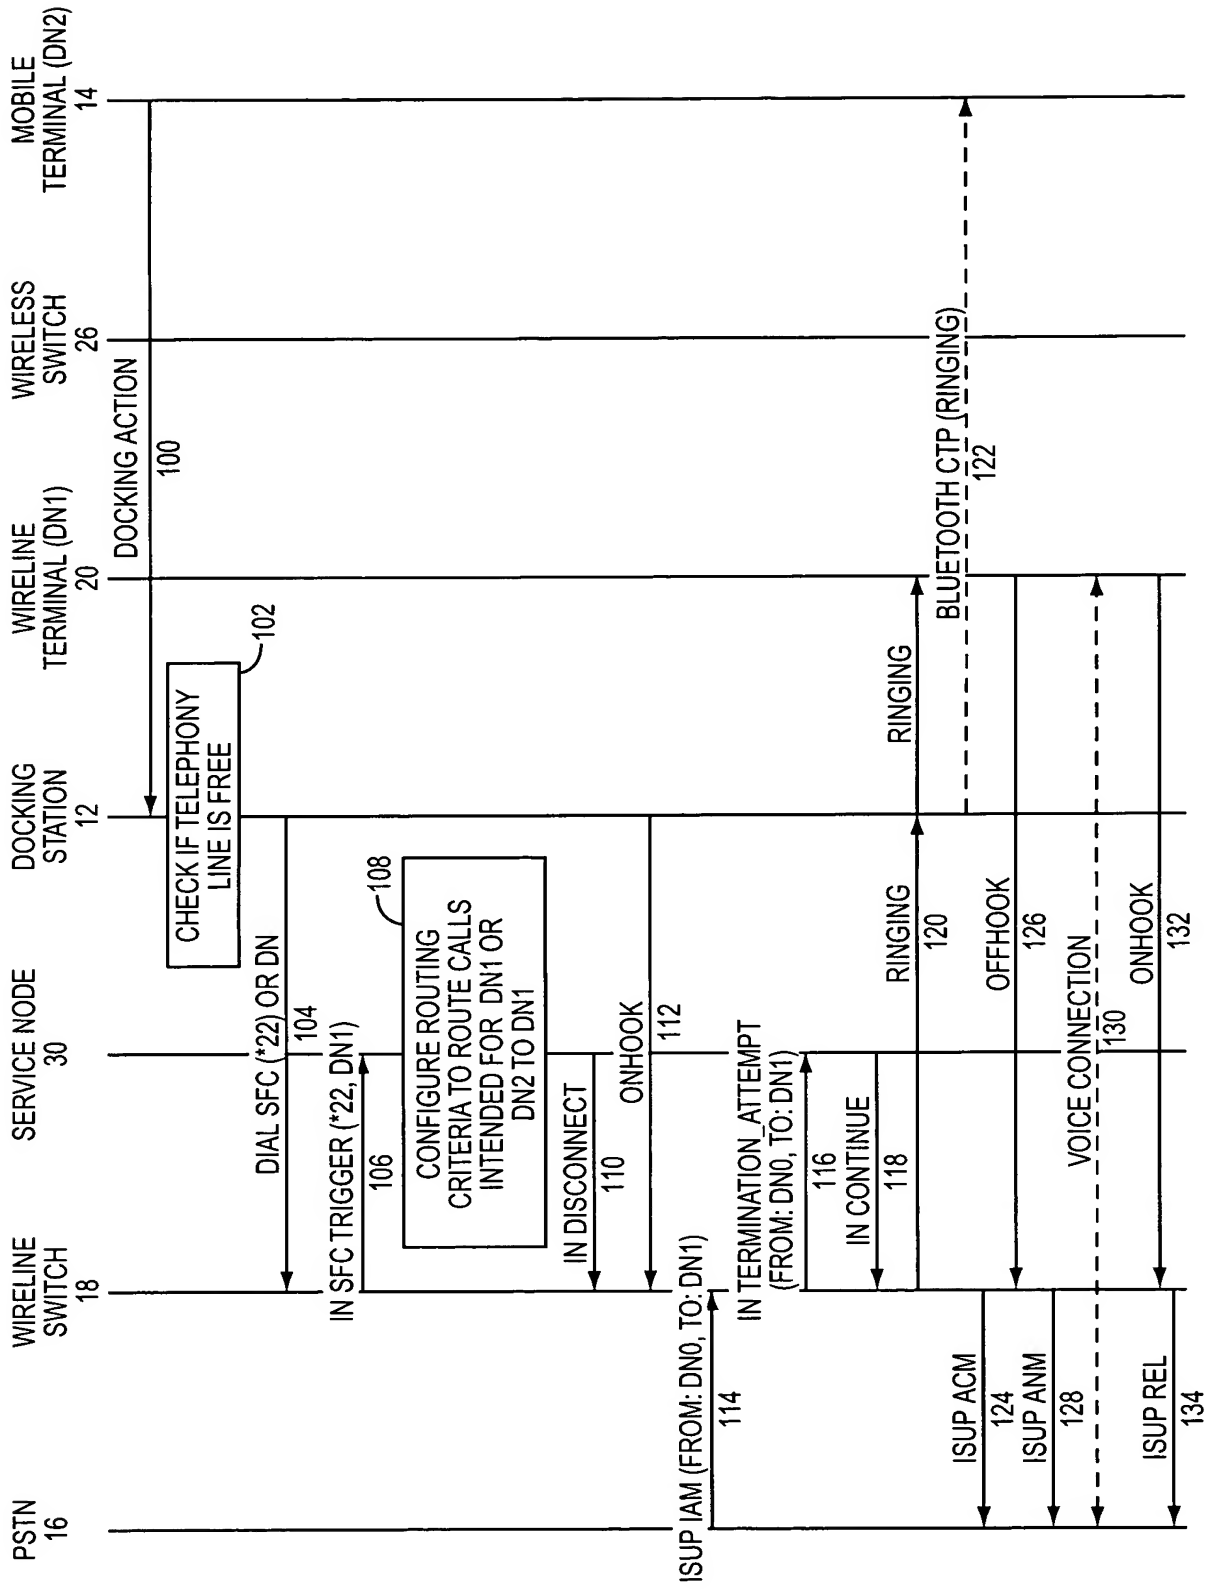 PSTN
16
WIRELINE
SWITCH
18
SERVICE NODE
30
DOCKING
STATION
12
WIRELINE
TERMINAL (DN1)
20
WIRELESS
SWITCH
26
MOBILE
TERMINAL (DN2)
14
DOCKING ACTION
100
CHECK IF TELEPHONY
LINE IS FREE
102
DIAL SFC (*22) OR DN
104
IN SFC TRIGGER (*22, DN1)
106
CONFIGURE ROUTING
CRITERIA TO ROUTE CALLS
INTENDED FOR DN1 OR
DN2 TO DN1
108
IN DISCONNECT
110
ONHOOK
112
ISUP IAM (FROM: DN0, TO: DN1)
114
IN TERMINATION_ATTEMPT
(FROM: DN0, TO: DN1)
116
IN CONTINUE
118
RINGING
120
RINGING
BLUETOOTH CTP (RINGING)
122
ISUP ACM
124
OFFHOOK
126
ISUP ANM
128
VOICE CONNECTION
130
ONHOOK
132
ISUP REL
134